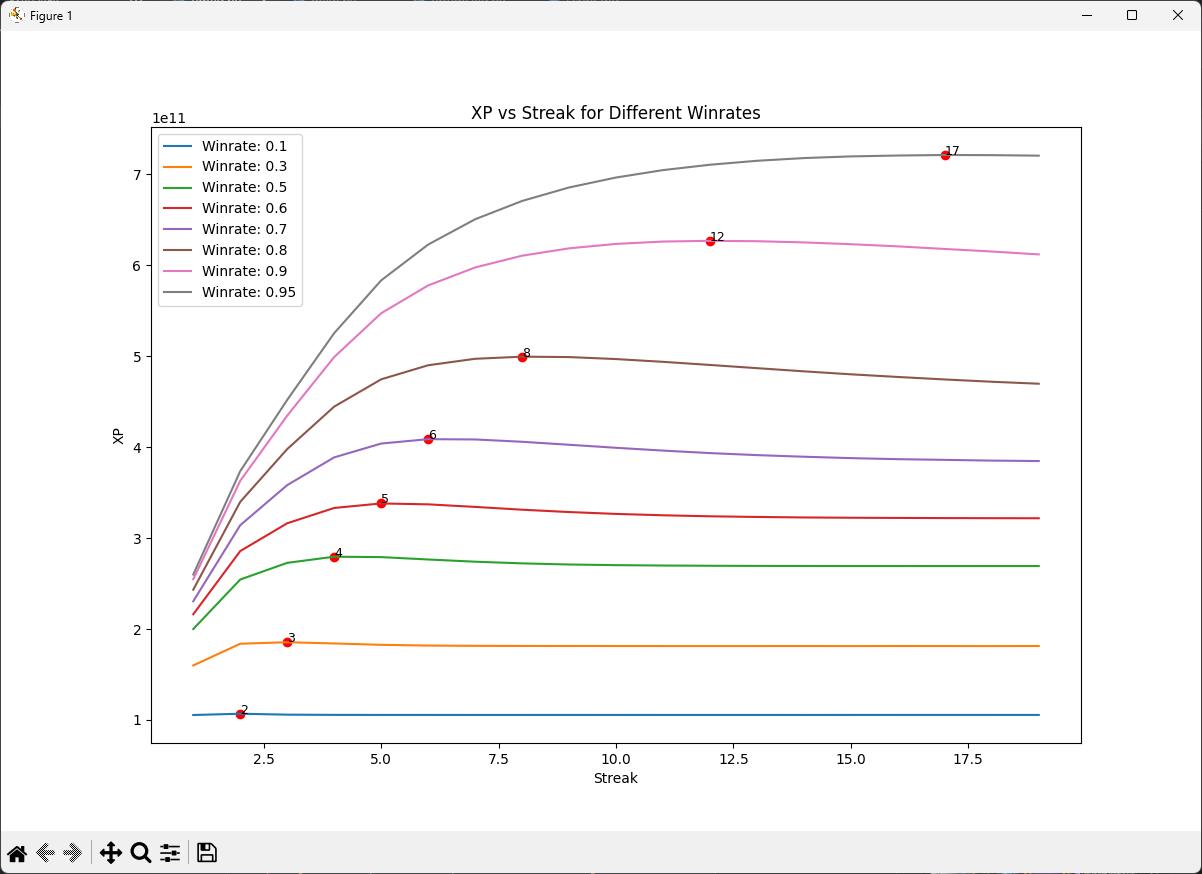 Figure 1
XP vs Streak for Different Winrates
1e11
Winrate: 0.1
Winrate: 0.3
Winrate: 0.5
Winrate: 0.6
Winrate: 0.7
Winrate: 0.8
Winrate: 0.9
Winrate: 0.95
17
12
8
6
5
4
3
2
7
6
5
4
3
2
1
XP
2.5 5.0 7.5 10.0 12.5 15.0 17.5
Streak